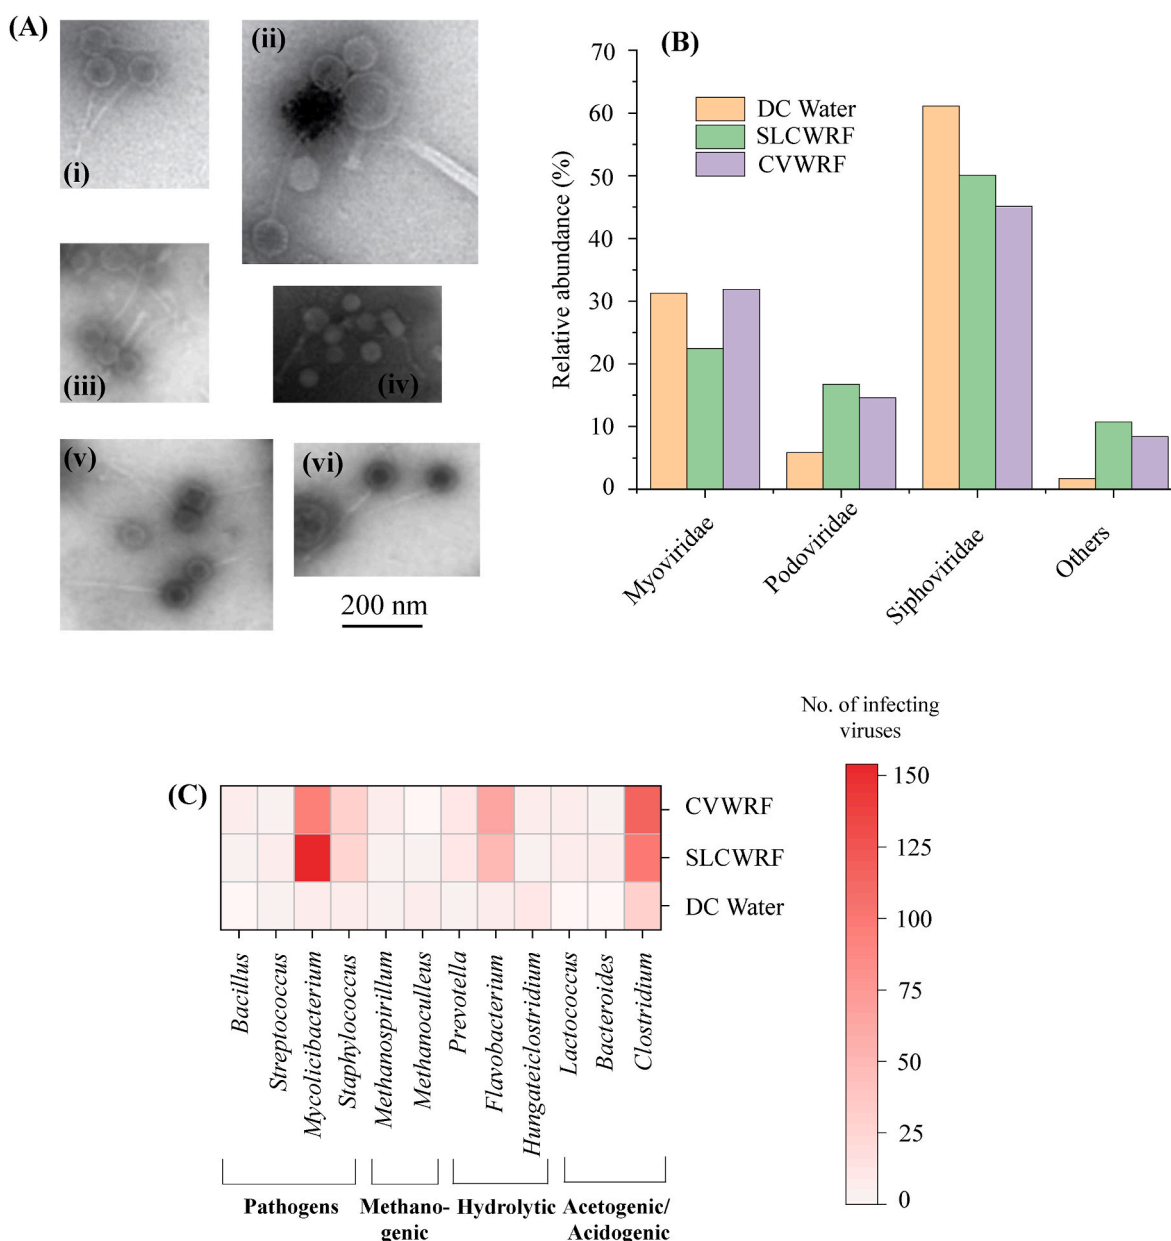 (A)
(i)
(ii)
(iii)
(iv)
(v)
(vi)
200 nm
(B)
Relative abundance (%)
70
60
50
40
30
20
10
0
DC Water
SLCWRF
CVWRF
Myoviridae
Podoviridae
Siphoviridae
Others
(C)
CVWRF
SLCWRF
DC Water
Bacillus
Streptococcus
Mycolicibacterium
Staphylococcus
Methanospirillum
Methanoculleus
Prevotella
Flavobacterium
Hungateiclostridium
Lactococcus
Bacteroides
Clostridium
Pathogens
Methano-
genic
Hydrolytic
Acetogenic/
Acidogenic
No. of infecting
viruses
150
125
100
75
50
25
0